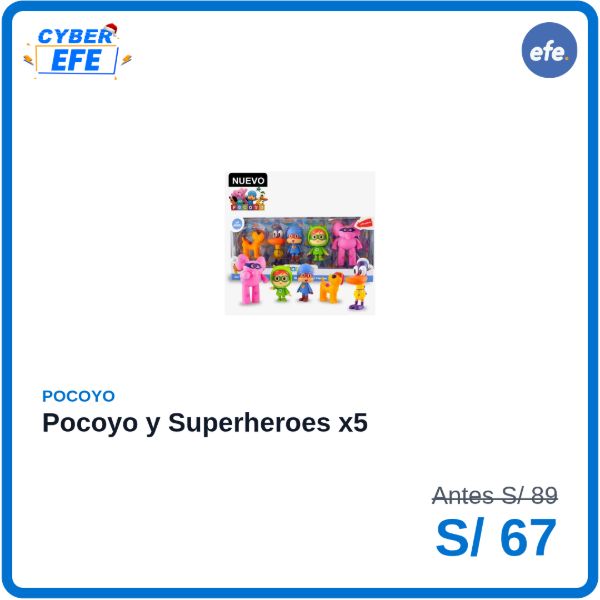 CYBER
EFE
efe.
NUEVO
POCOYO
POCOYO
Pocoyo y Superheroes x5
Antes S/ 89
S/ 67